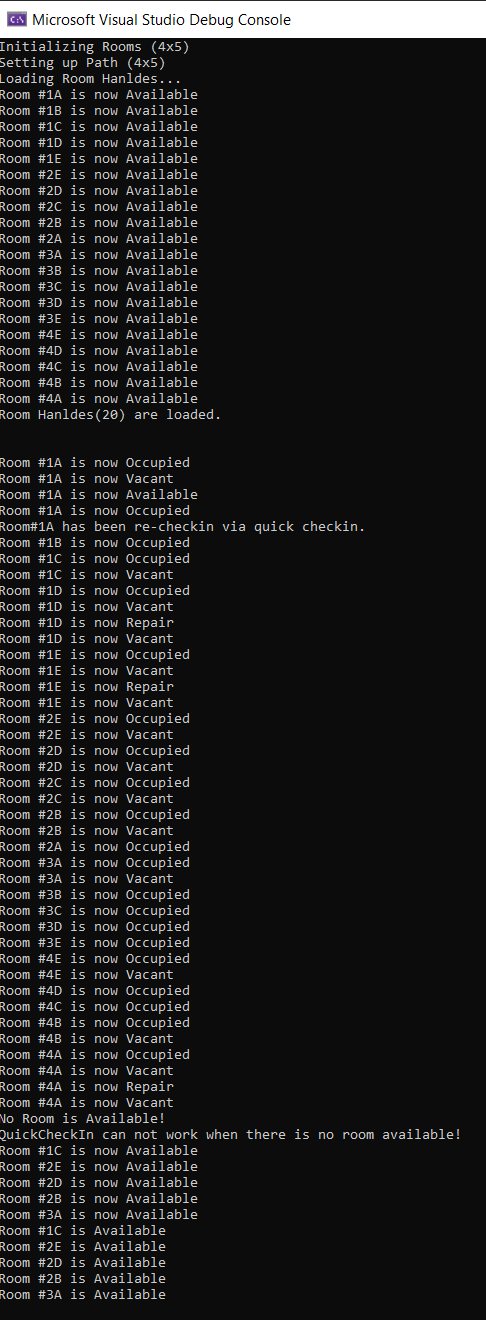 Microsoft Visual Studio Debug Console
Initializing Rooms (4x5)
Setting up Path (4x5)
Loading Room Hanldes...
Room #1A is now Available
Room #1B is now Available
Room #1C is now Available
Room #1D is now Available
Room #1E is now Available
Room #2E is now Available
Room #2D is now Available
Room #2C is now Available
Room #2B is now Available
Room #2A is now Available
Room #3A is now Available
Room #3B is now Available
Room #3C is now Available
Room #3D is now Available
Room #3E is now Available
Room #4E is now Available
Room #4D is now Available
Room #4C is now Available
Room #4B is now Available
Room #4A is now Available
Room Hanldes(20) are loaded.
Room #1A is now Occupied
Room #1A is now Vacant
Room #1A is now Available
Room #1A is now Occupied
Room#1A has been re-checkin via quick checkin.
Room #1B is now Occupied
Room #1C is now Occupied
Room #1C is now Vacant
Room #1D is now Occupied
Room #1D is now Vacant
Room #1D is now Repair
Room #1D is now Vacant
Room #1E is now Occupied
Room #1E is now Vacant
Room #1E is now Repair
Room #1E is now Vacant
Room #2E is now Occupied
Room #2E is now Vacant
Room #2D is now Occupied
Room #2D is now Vacant
Room #2C is now Occupied
Room #2C is now Vacant
Room #2B is now Occupied
Room #2B is now Vacant
Room #2A is now Occupied
Room #3A is now Occupied
Room #3A is now Vacant
Room #3B is now Occupied
Room #3C is now Occupied
Room #3D is now Occupied
Room #3E is now Occupied
Room #4E is now Occupied
Room #4E is now Vacant
Room #4D is now Occupied
Room #4C is now Occupied
Room #4B is now Occupied
Room #4B is now Vacant
Room #4A is now Occupied
Room #4A is now Vacant
Room #4A is now Repair
Room #4A is now Vacant
No Room is Available!
QuickCheckIn can not work when there is no room available!
Room #1C is now Available
Room #2E is now Available
Room #2D is now Available
Room #2B is now Available
Room #3A is now Available
Room #1C is Available
Room #2E is Available
Room #2D is Available
Room #2B is Available
Room #3A is Available